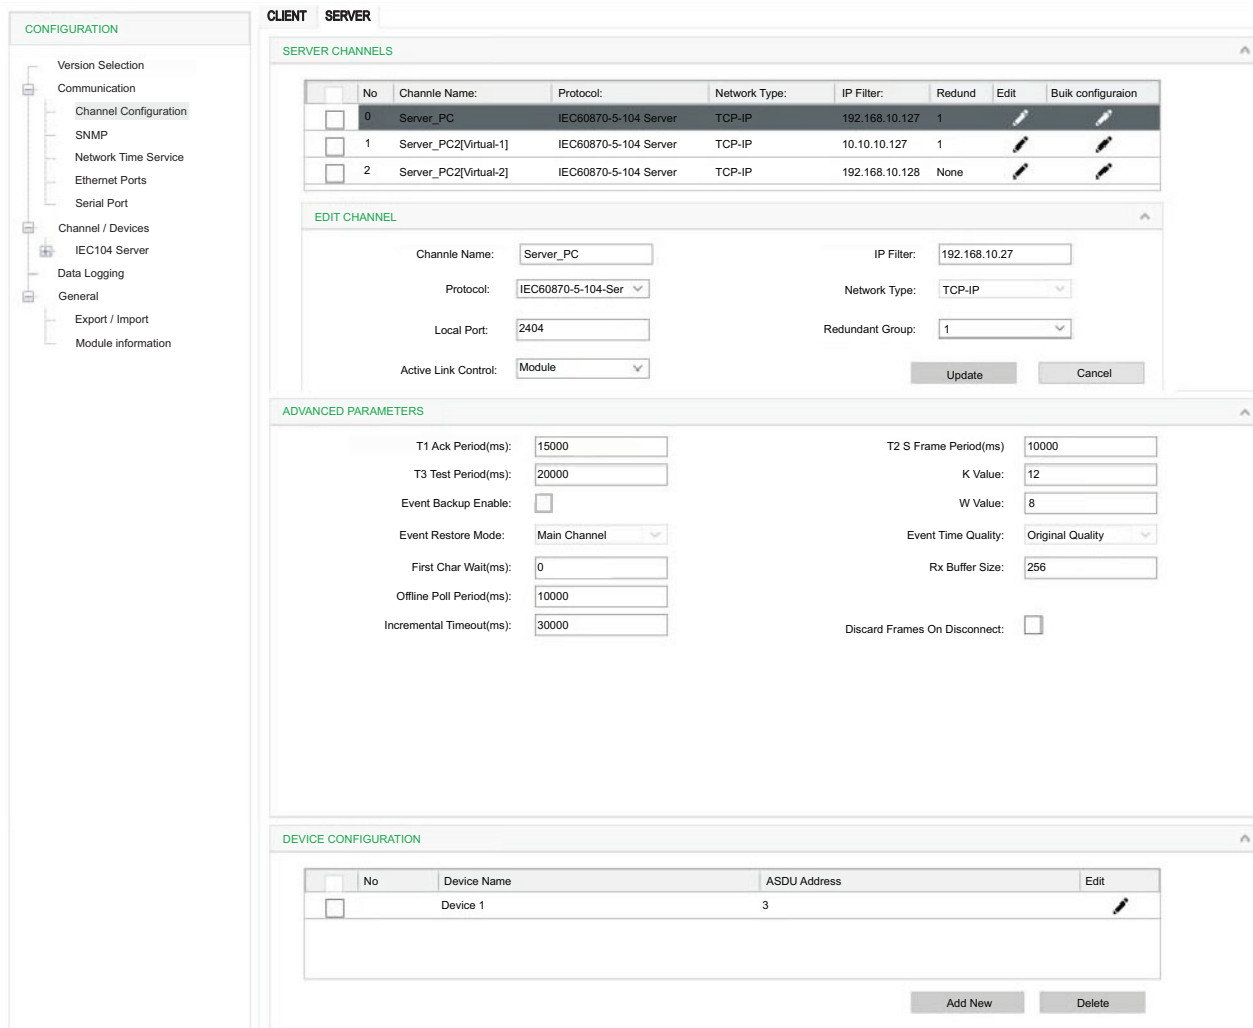 CONFIGURATION
Version Selection
Communication
Channel Configuration
SNMP
Network Time Service
Ethernet Ports
Serial Port
Channel / Devices
IEC104 Server
Data Logging
General
Export / Import
Module information
CLIENT SERVER
SERVER CHANNELS
No Channle Name: Protocol: Network Type: IP Filter: Redund Edit Buik configuraion
0 Server_PC IEC60870-5-104 Server TCP-IP 192.168.10.127 1
1 Server_PC2[Virtual-1] IEC60870-5-104 Server TCP-IP 10.10.10.127 1
2 Server_PC2[Virtual-2] IEC60870-5-104 Server TCP-IP 192.168.10.128 None
EDIT CHANNEL
Channle Name: Server_PC IP Filter: 192.168.10.27
Protocol: IEC60870-5-104-Ser Network Type: TCP-IP
Local Port: 2404 Redundant Group: 1
Active Link Control: Module Update Cancel
ADVANCED PARAMETERS
T1 Ack Period(ms): 15000 T2 S Frame Period(ms) 10000
T3 Test Period(ms): 20000 K Value: 12
Event Backup Enable: W Value: 8
Event Restore Mode: Main Channel Event Time Quality: Original Quality
First Char Wait(ms): 0 Rx Buffer Size: 256
Offline Poll Period(ms): 10000
Incremental Timeout(ms): 30000 Discard Frames On Disconnect:
DEVICE CONFIGURATION
No Device Name ASDU Address Edit
Device 1 3
Add New Delete